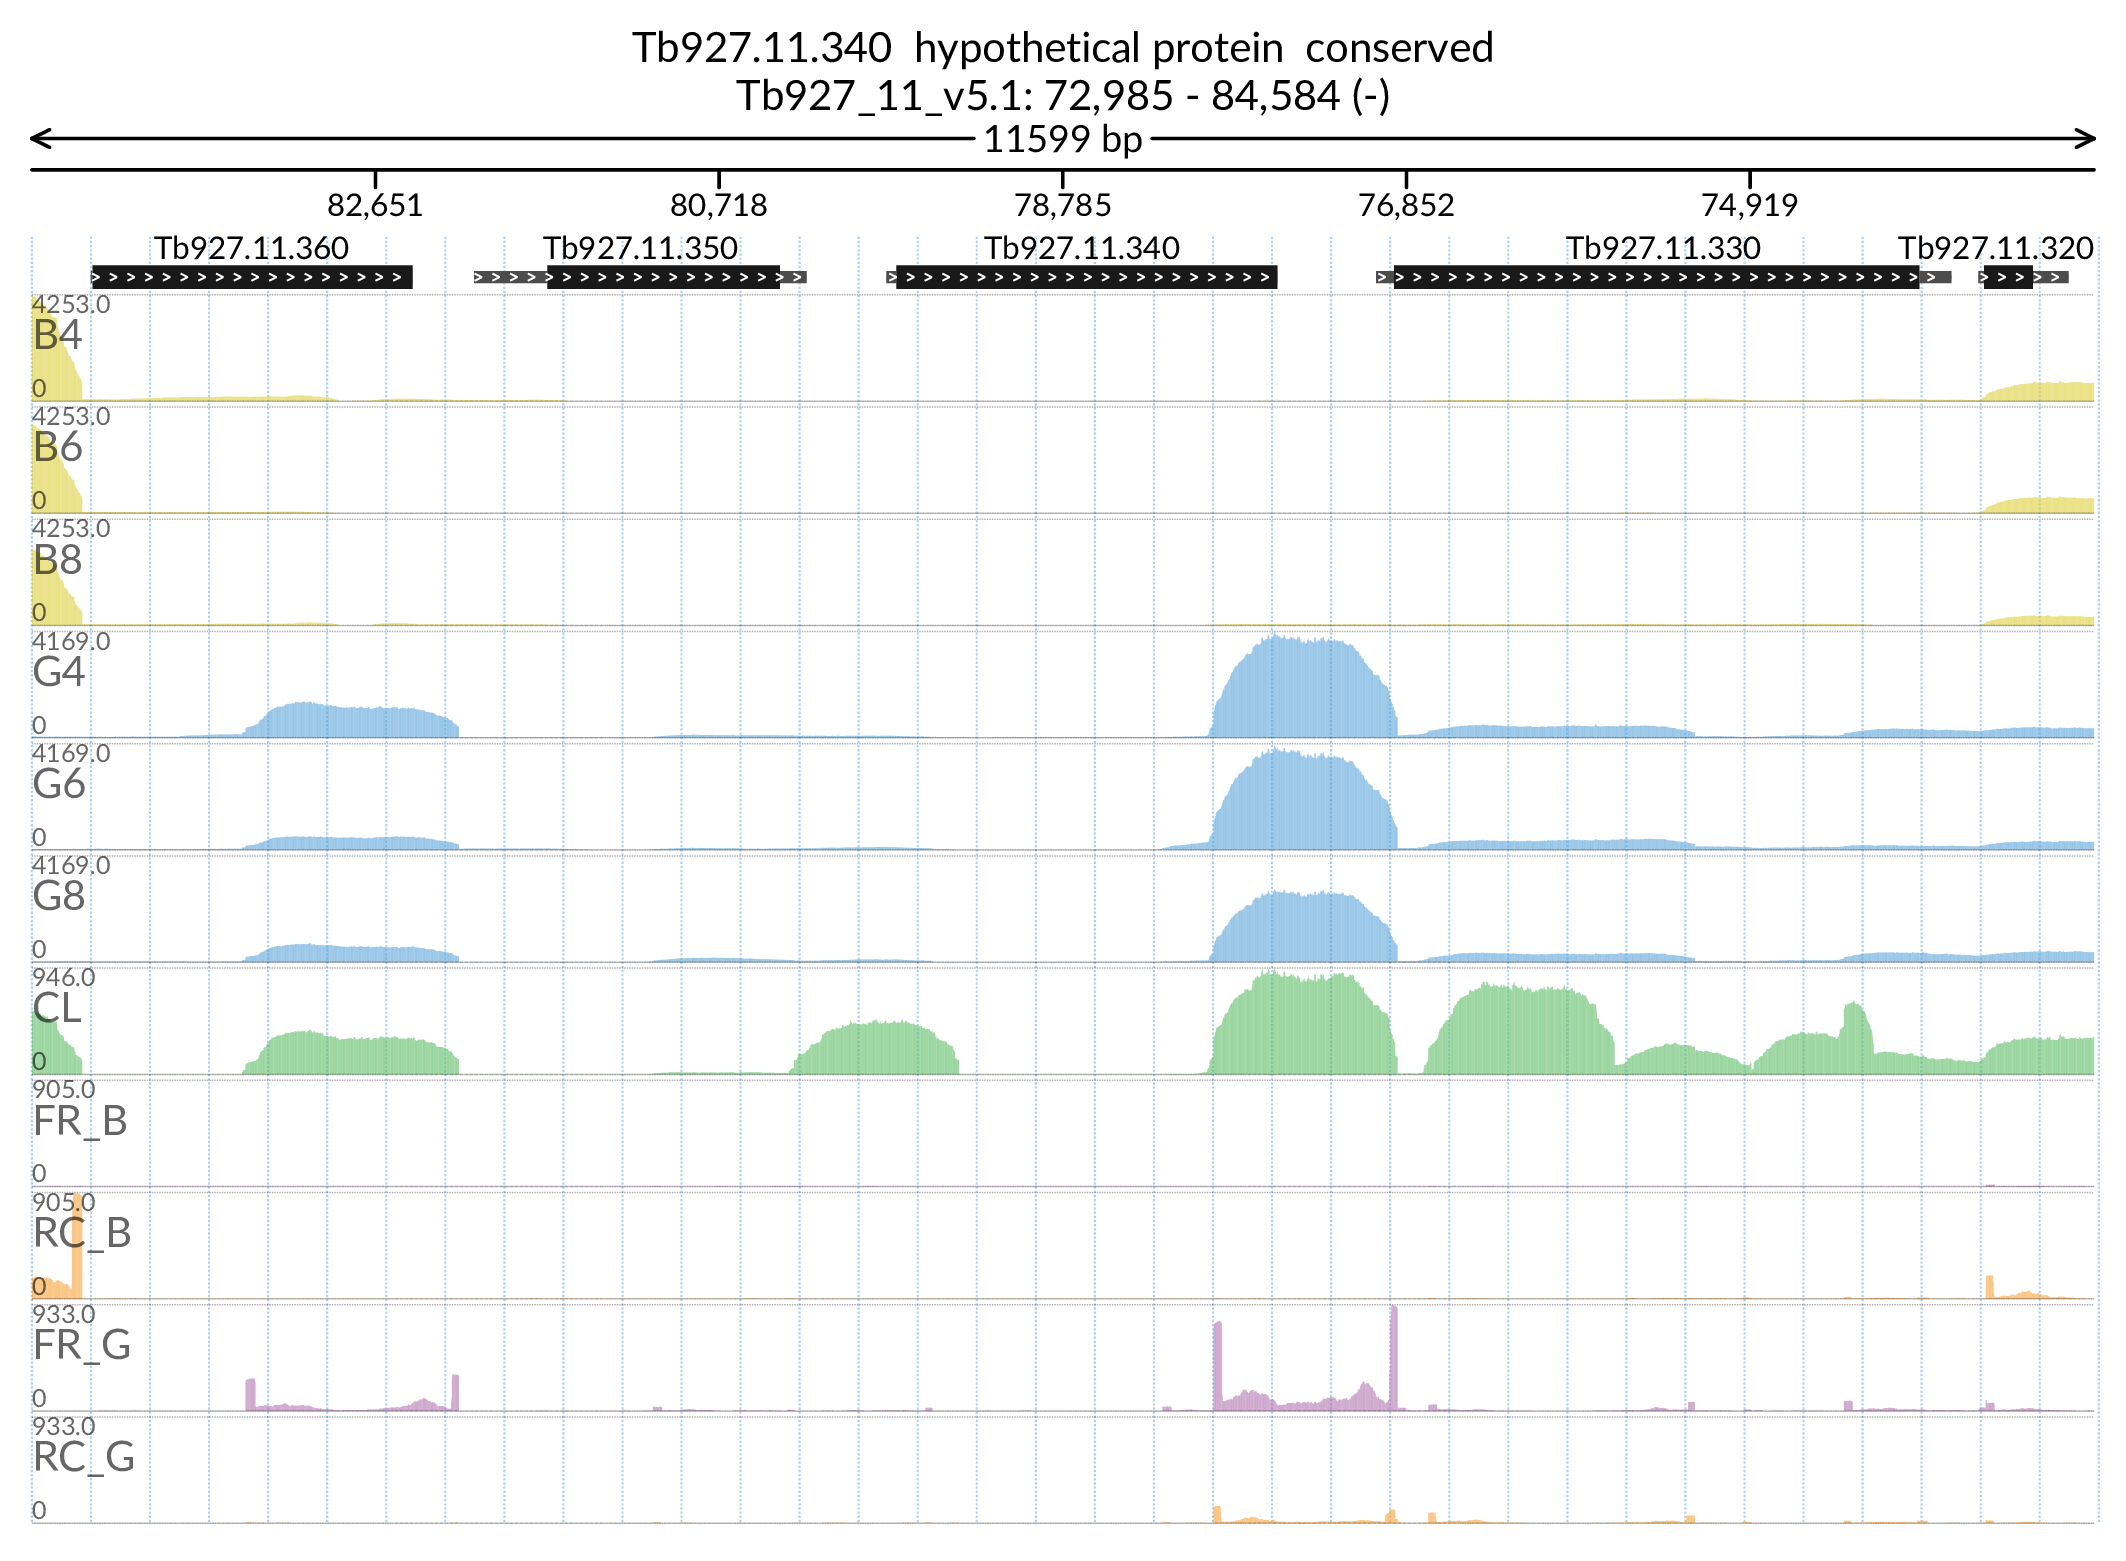 Tb927.11.340  hypothetical protein  conserved
Tb927_11_v5.1: 72,985 - 84,584 (-)
11599 bp
82,651 80,718 78,785 76,852 74,919
Tb927.11.360 Tb927.11.350 Tb927.11.340 Tb927.11.330 Tb927.11.320
4253.0
B4
0
4253.0
B6
0
4253.0
B8
0
4169.0
G4
0
4169.0
G6
0
4169.0
G8
0
946.0
CL
0
905.0
FR_B
0
905.0
RC_B
0
933.0
FR_G
0
933.0
RC_G
0